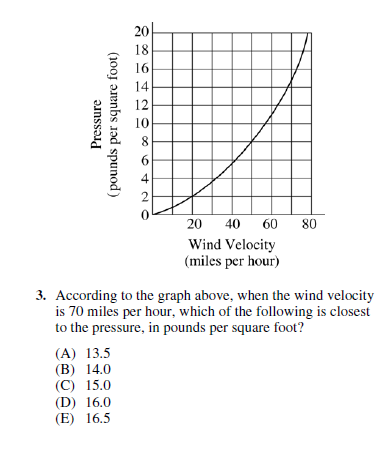 Pressure
(pounds per square foot)
20
18
16
14
12
10
8
6
4
2
0
20 40 60 80
Wind Velocity
(miles per hour)
3. According to the graph above, when the wind velocity
is 70 miles per hour, which of the following is closest
to the pressure, in pounds per square foot?
(A) 13.5
(B) 14.0
(C) 15.0
(D) 16.0
(E) 16.5